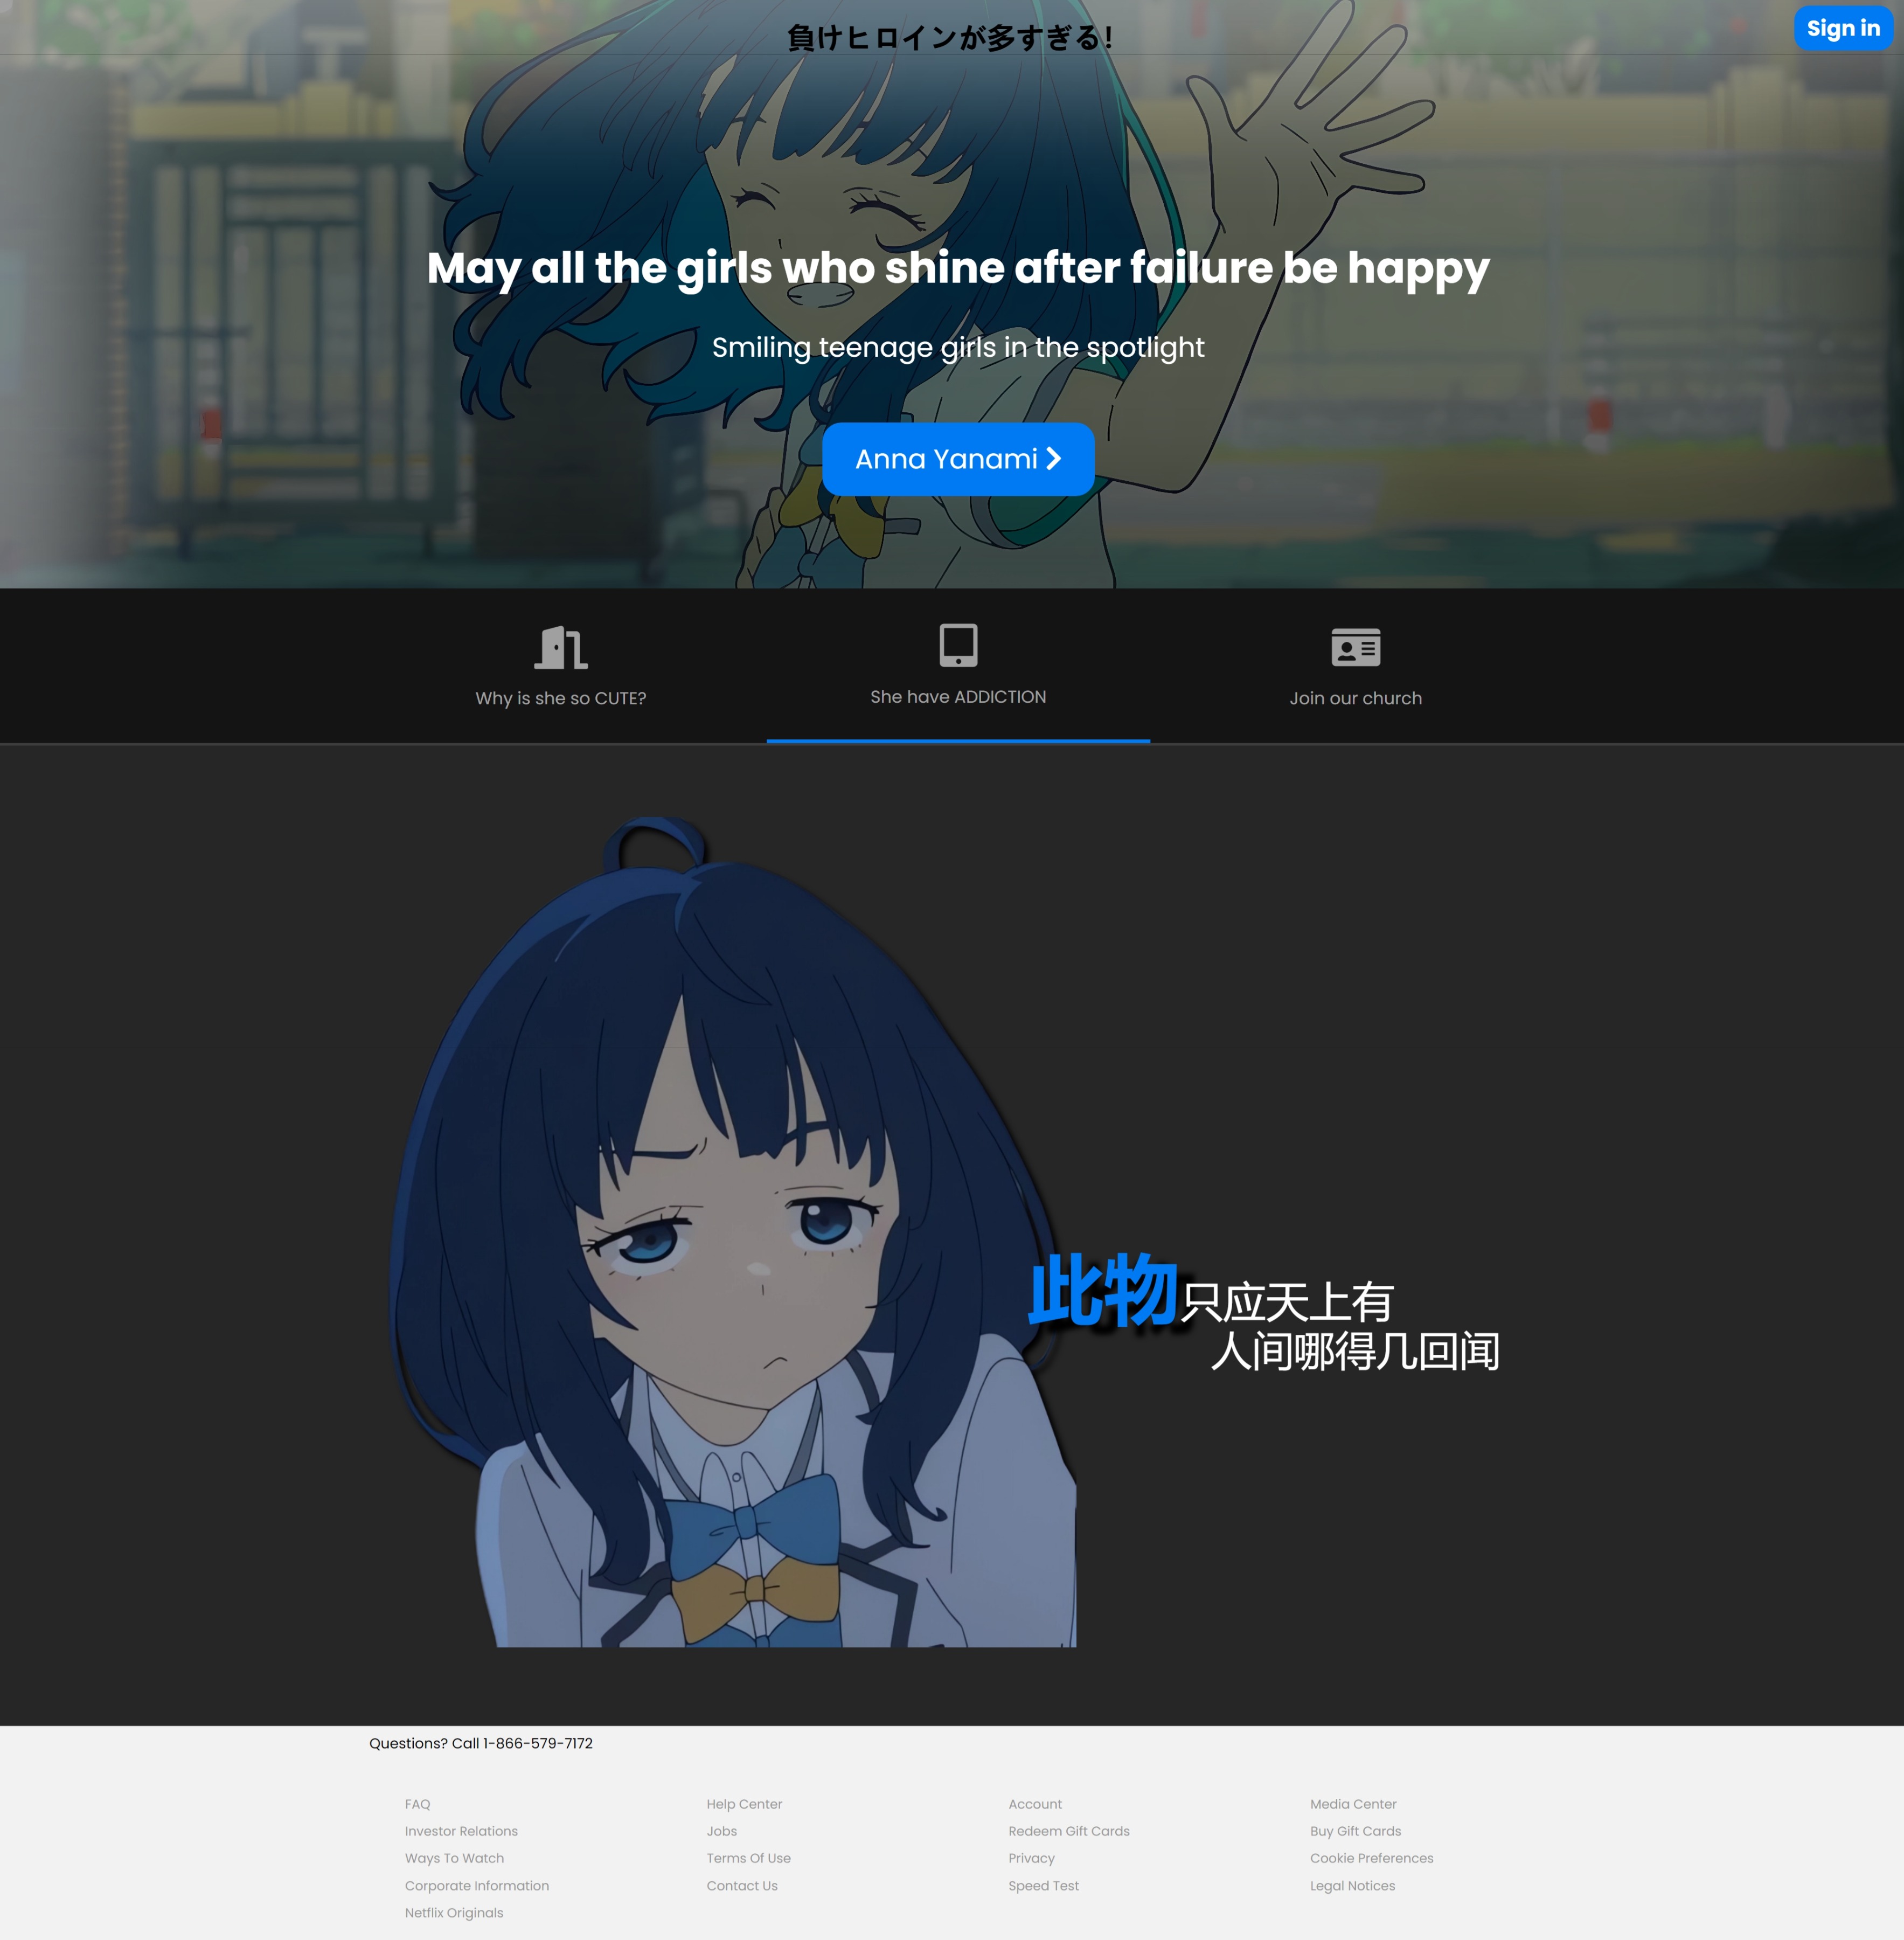 負けヒロインが多すぎる!
Sign in
May all the girls who shine after failure be happy
Smiling teenage girls in the spotlight
Anna Yanami
Why is she so CUTE?
She have ADDICTION
Join our church
此物只应天上有
人间哪得几回闻
Questions? Call 1-866-579-7172
FAQ
Investor Relations
Ways To Watch
Corporate Information
Netflix Originals
Help Center
Jobs
Terms Of Use
Contact Us
Account
Redeem Gift Cards
Privacy
Speed Test
Media Center
Buy Gift Cards
Cookie Preferences
Legal Notices